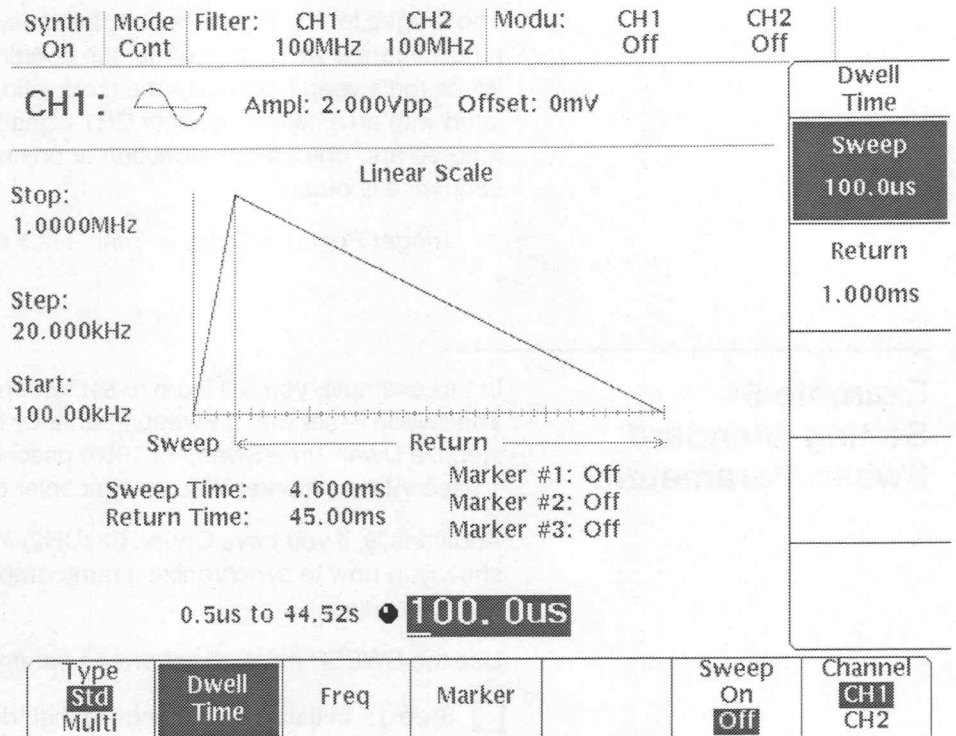 Synth Mode Filter: CH1 CH2 Modu: CH1 CH2
On Cont 100MHz 100MHz Off Off
CH1: Ampl: 2.000Vpp Offset: 0mV
Dwell
Time
Sweep
100.0us
Return
1.000ms
Linear Scale
Stop:
1.0000MHz
Step:
20.000kHz
Start:
100.00kHz
Sweep Return
Sweep Time: 4.600ms
Return Time: 45.00ms
Marker #1: Off
Marker #2: Off
Marker #3: Off
0.5us to 44.52s 100.0us
Type
Std
Multi
Dwell
Time
Freq
Marker
Sweep
On
Off
Channel
CH1
CH2